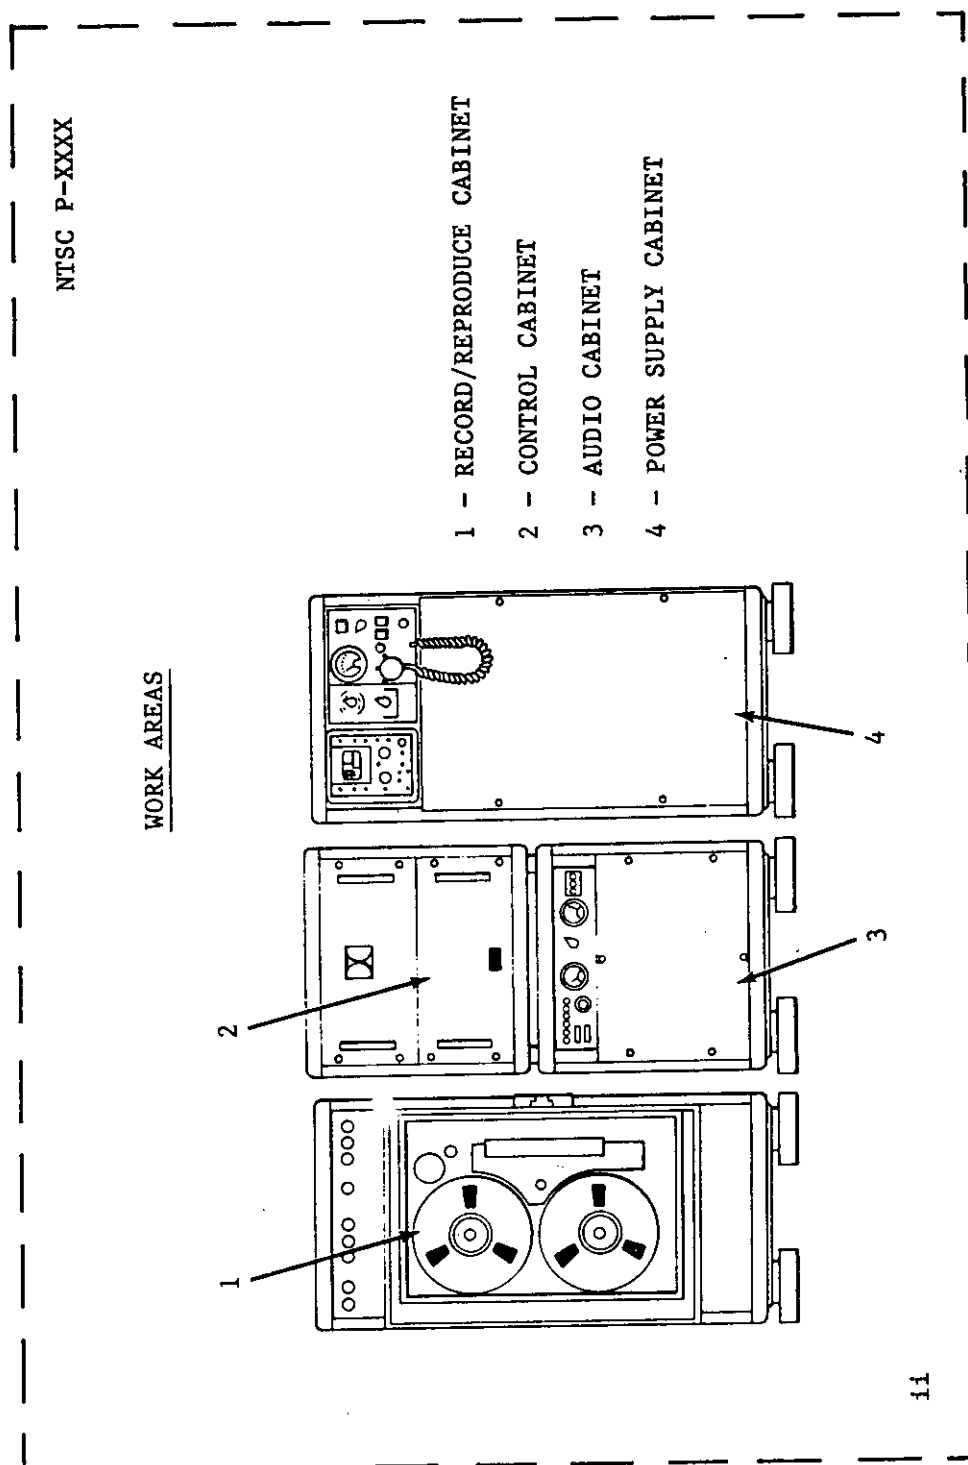 NTSC P-XXXX
WORK AREAS
1
2
3
4
1 - RECORD/REPRODUCE CABINET
2 - CONTROL CABINET
3 - AUDIO CABINET
4 - POWER SUPPLY CABINET
ii